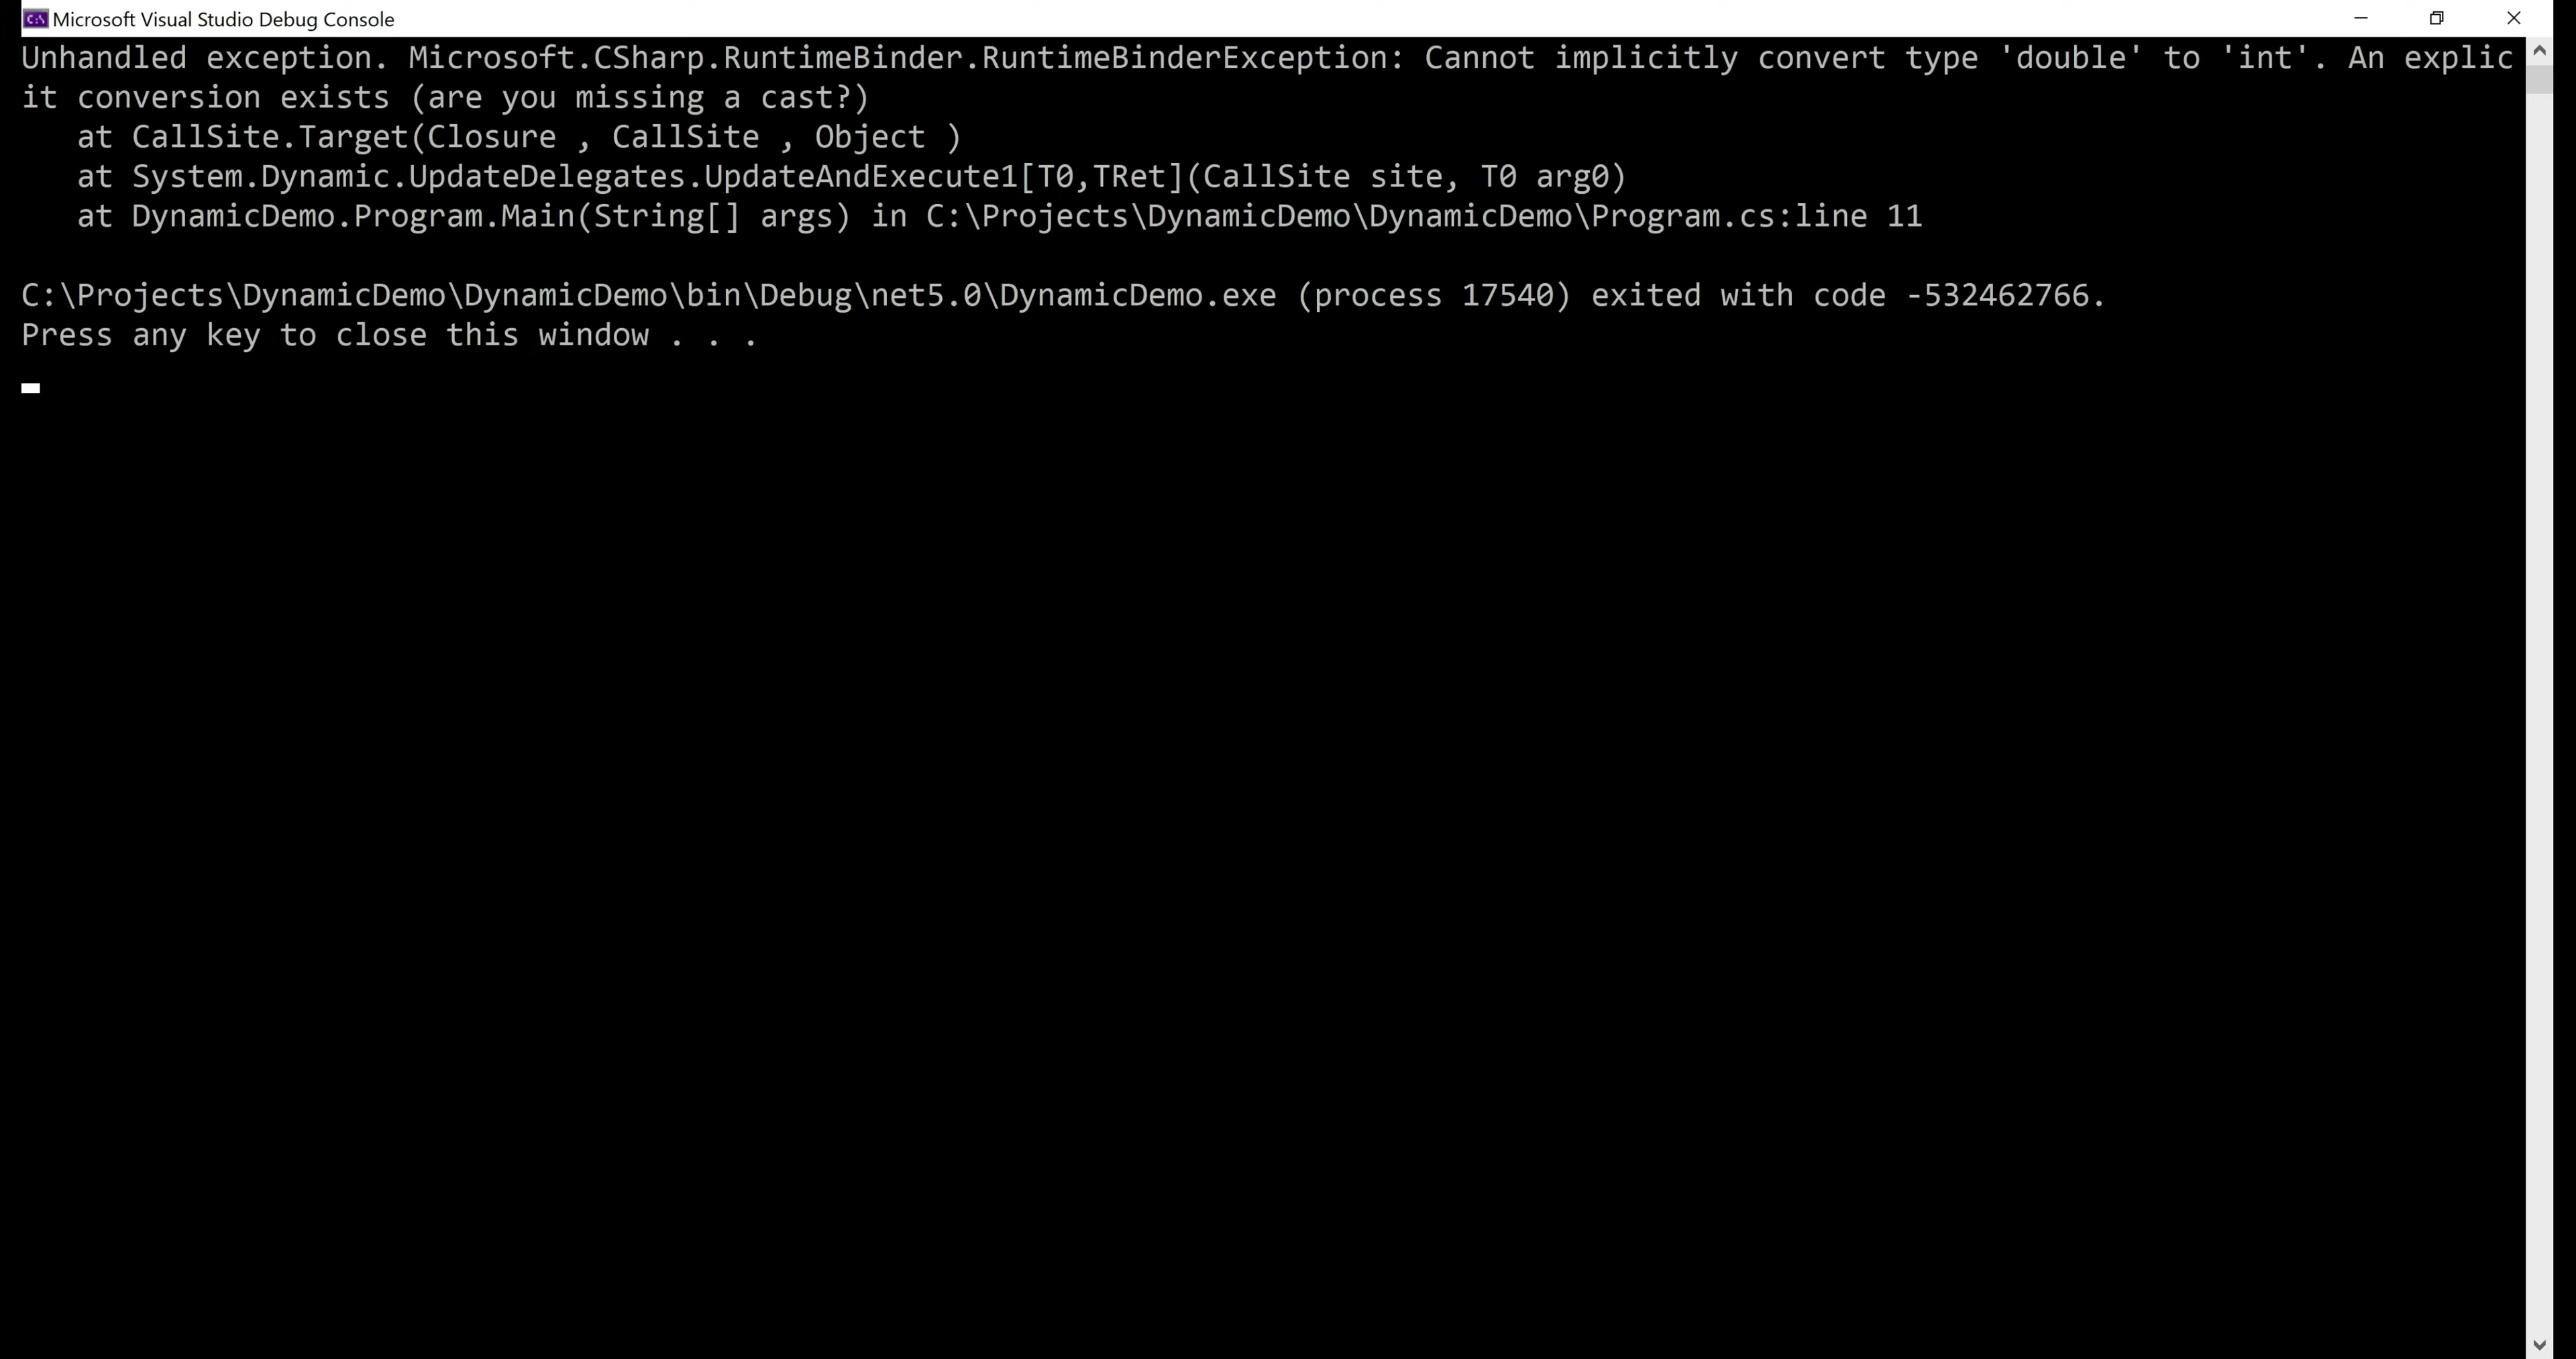 Microsoft Visual Studio Debug Console
Unhandled exception. Microsoft.CSharp.RuntimeBinder.RuntimeBinderException: Cannot implicitly convert type 'double' to 'int'. An explic
it conversion exists (are you missing a cast?)
   at CallSite.Target(Closure , CallSite , Object )
   at System.Dynamic.UpdateDelegates.UpdateAndExecute1[T0,TRet](CallSite site, T0 arg0)
   at DynamicDemo.Program.Main(String[] args) in C:\Projects\DynamicDemo\DynamicDemo\Program.cs:line 11
C:\Projects\DynamicDemo\DynamicDemo\bin\Debug\net5.0\DynamicDemo.exe (process 17540) exited with code -532462766.
Press any key to close this window . . .